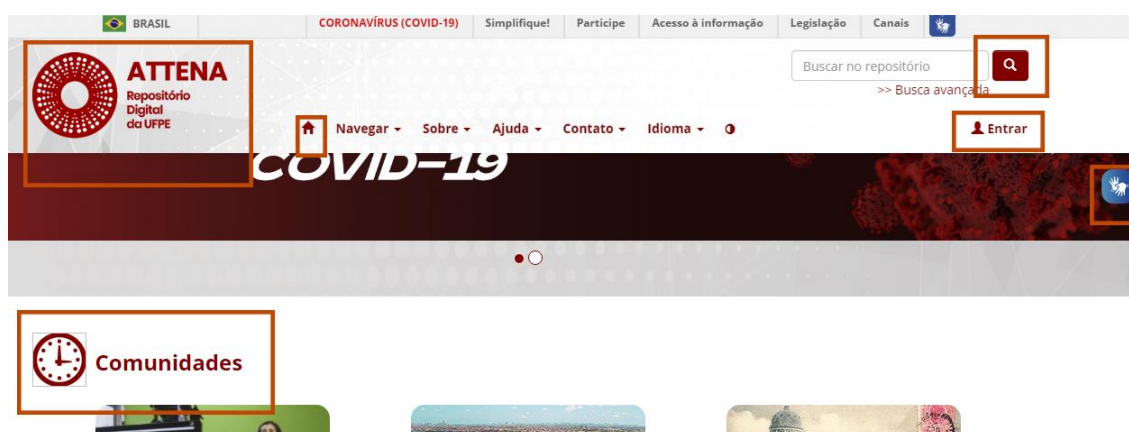 BRASIL CORONAVÍRUS (COVID-19) Simplifique! Participe Acesso à informação Legislação Canais
ATTENA
Repositório
Digital
da UFPE
Buscar no repositório
>> Busca avançada
Navegar Sobre Ajuda Contato Idioma Entrar
COVID-19
Comunidades